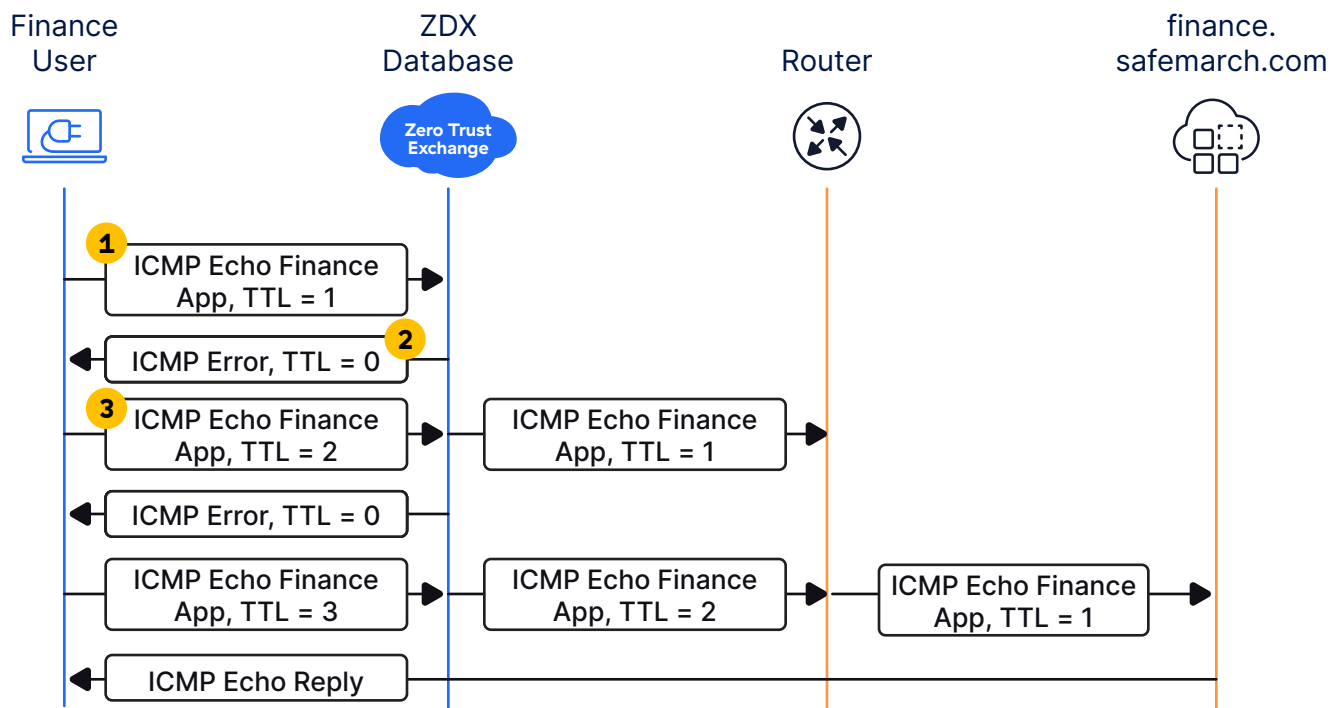 Finance
User
ZDX
Database
Router
finance.
safemarch.com
Zero Trust
Exchange
1
ICMP Echo Finance
App, TTL = 1
2
ICMP Error, TTL = 0
3
ICMP Echo Finance
App, TTL = 2
ICMP Echo Finance
App, TTL = 1
ICMP Error, TTL = 0
ICMP Echo Finance
App, TTL = 3
ICMP Echo Finance
App, TTL = 2
ICMP Echo Finance
App, TTL = 1
ICMP Echo Reply